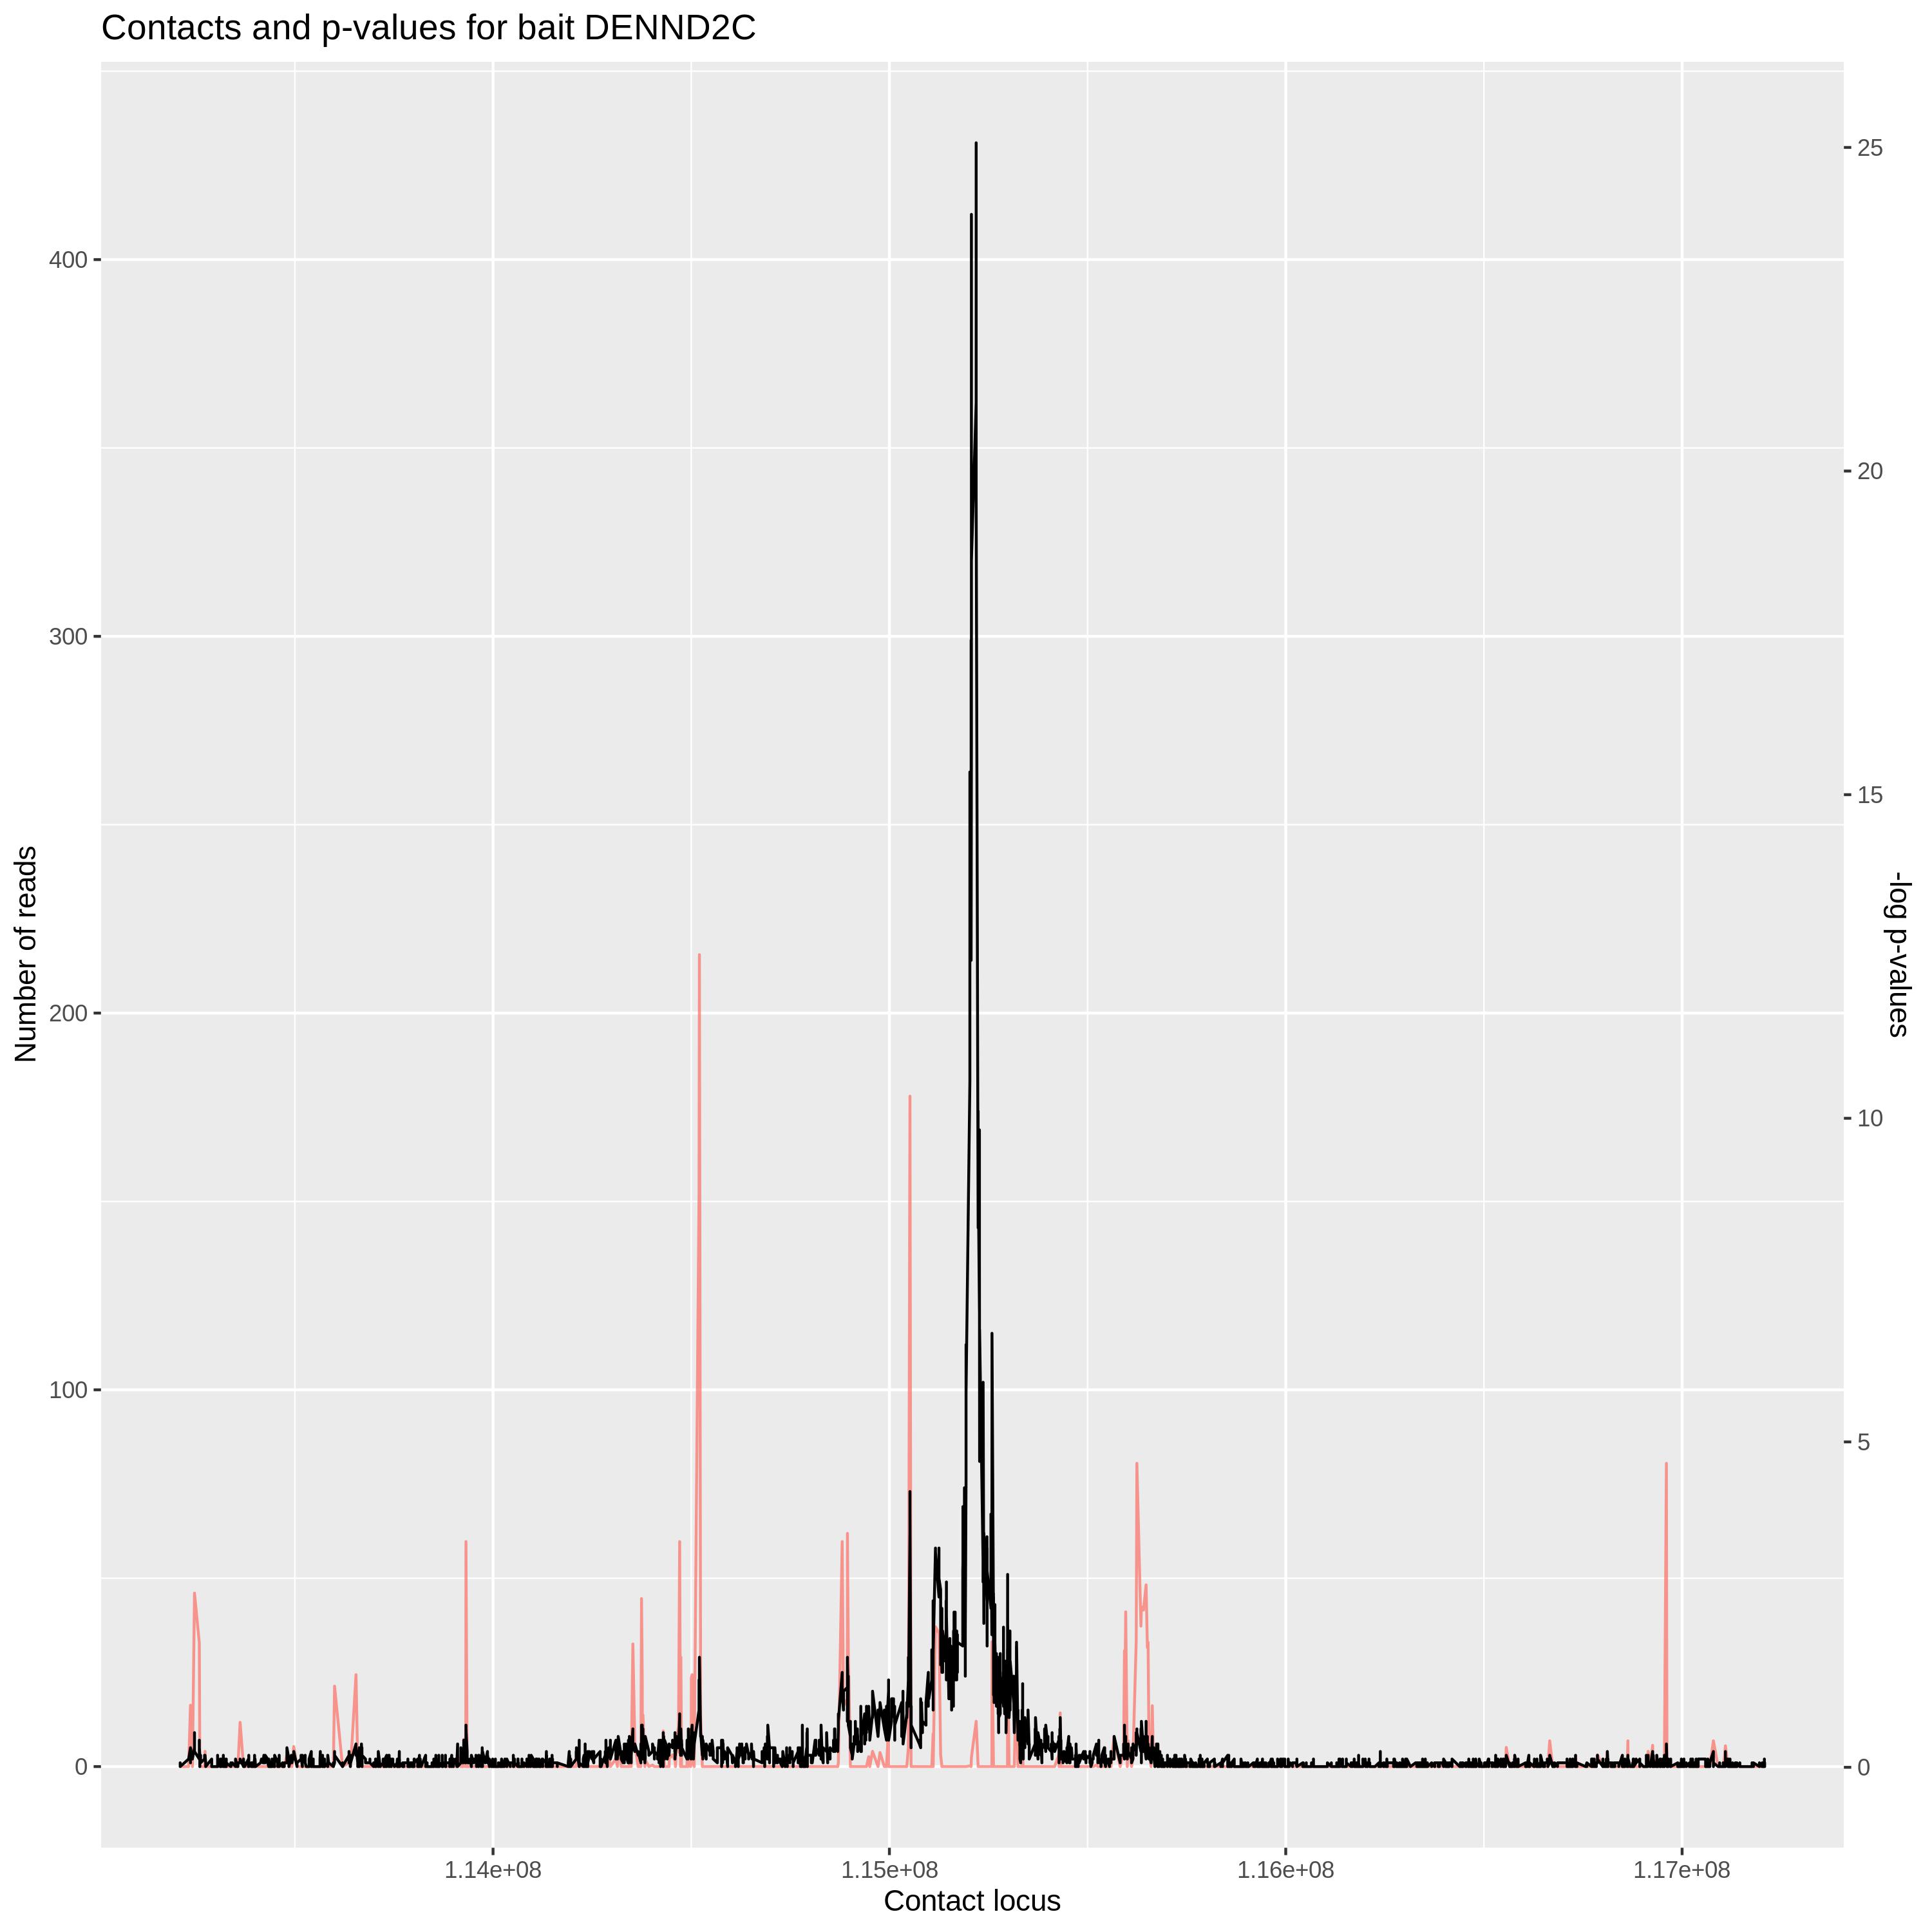 Contacts and p-values for bait DENND2C
Number of reads
400
300
200
100
0
25
20
15
10
5
0
-log p-values
1.14e+08
1.15e+08
1.16e+08
1.17e+08
Contact locus